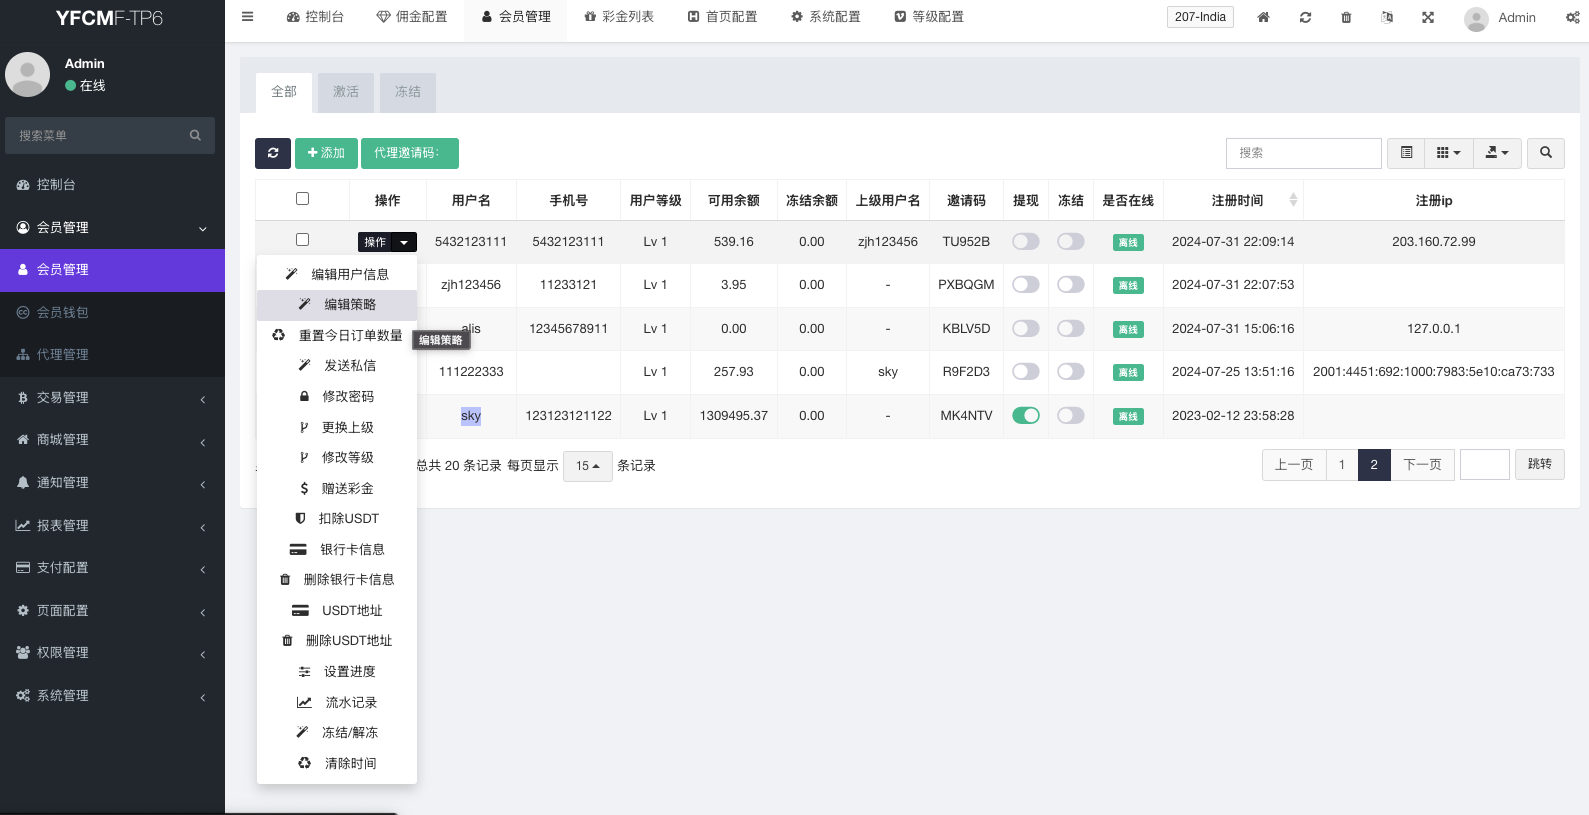 YFCMF-TP6
控制台 佣金配置 会员管理 彩金列表 首页配置 系统配置 等级配置 207-India Admin
Admin
在线
搜索菜单
控制台
会员管理
会员管理
会员钱包
代理管理
交易管理
商城管理
通知管理
报表管理
支付配置
页面配置
权限管理
系统管理
全部 激活 冻结
添加 代理邀请码: 搜索
操作 用户名 手机号 用户等级 可用余额 冻结余额 上级用户名 邀请码 提现 冻结 是否在线 注册时间 注册ip
操作 5432123111 5432123111 Lv 1 539.16 0.00 zjh123456 TU952B 离线 2024-07-31 22:09:14 203.160.72.99
zjh123456 11233121 Lv 1 3.95 0.00 - PXBQGM 离线 2024-07-31 22:07:53
alis 12345678911 Lv 1 0.00 0.00 - KBLV5D 离线 2024-07-31 15:06:16 127.0.0.1
111222333 Lv 1 257.93 0.00 sky R9F2D3 离线 2024-07-25 13:51:16 2001:4451:692:1000:7983:5e10:ca73:733
sky 123123121122 Lv 1 1309495.37 0.00 - MK4NTV 离线 2023-02-12 23:58:28
总共 20 条记录 每页显示 15 条记录 上一页 1 2 下一页 跳转
编辑用户信息
编辑策略
重置今日订单数量
编辑策略
发送私信
修改密码
更换上级
修改等级
赠送彩金
扣除USDT
银行卡信息
删除银行卡信息
USDT地址
删除USDT地址
设置进度
流水记录
冻结/解冻
清除时间